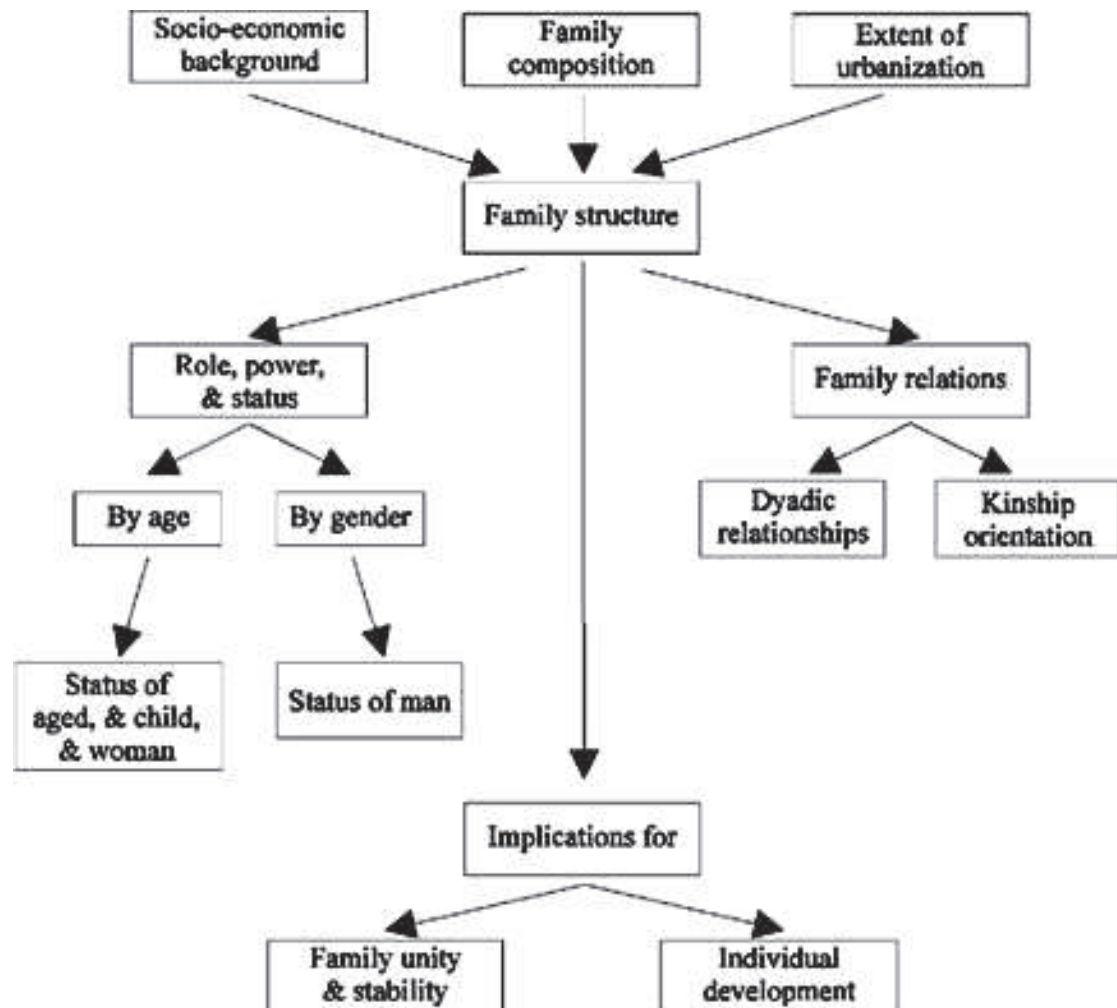 Socio-economic
background
Family
composition
Extent of
urbanization
Family structure
Role, power,
& status
Family relations
By age
By gender
Dyadic
relationships
Kinship
orientation
Status of
aged, & child,
& woman
Status of man
Implications for
Family unity
& stability
Individual
development